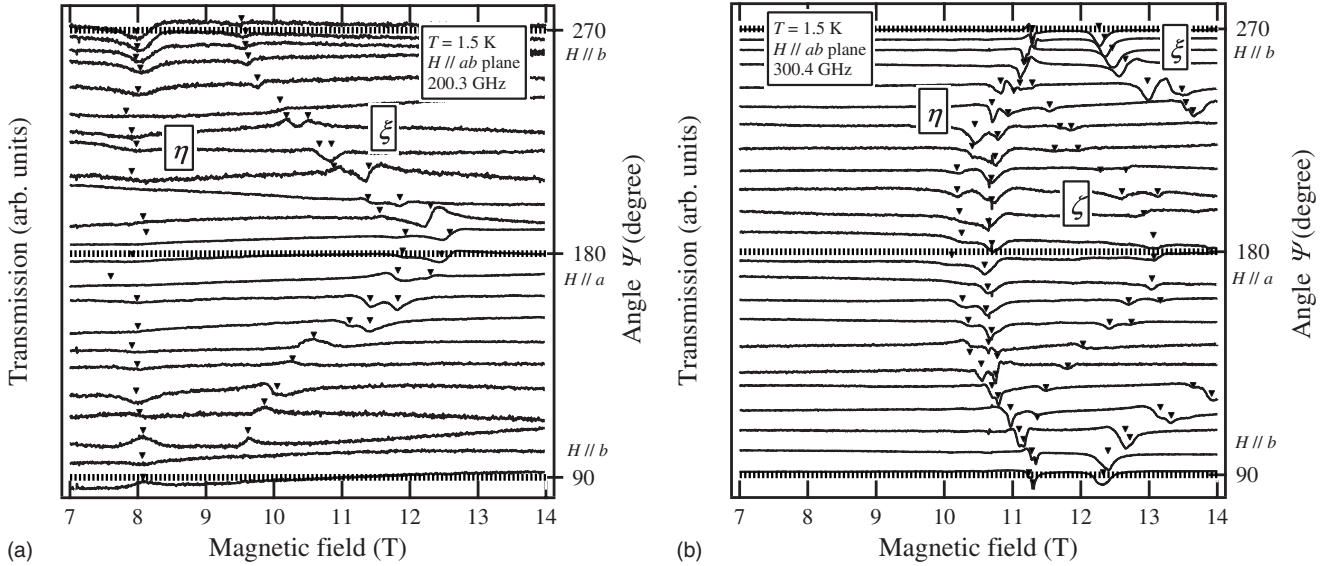 T = 1.5 K
H // ab plane
200.3 GHz
η
ξ
Transmission (arb. units)
270
H // b
180
H // a
H // b
90
Angle Ψ (degree)
7 8 9 10 11 12 13 14
Magnetic field (T)
(a)
T = 1.5 K
H // ab plane
300.4 GHz
ξ
η
ζ
Transmission (arb. units)
270
H // b
180
H // a
H // b
90
Angle Ψ (degree)
7 8 9 10 11 12 13 14
Magnetic field (T)
(b)